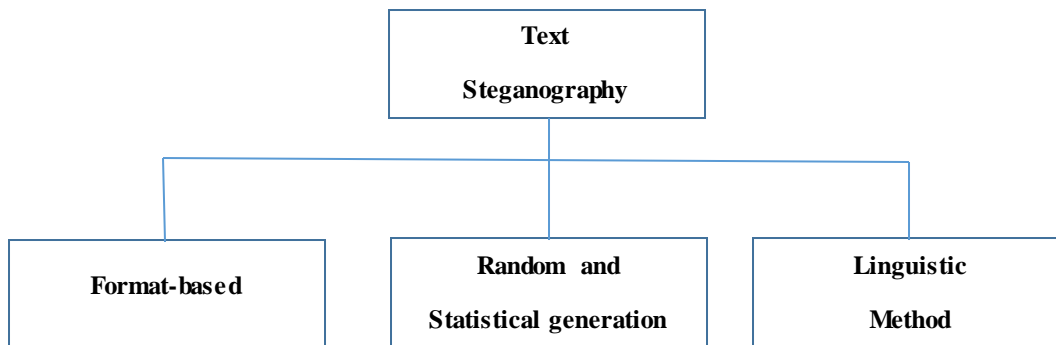 Text
Steganography
Format-based
Random and
Statistical generation
Linguistic
Method